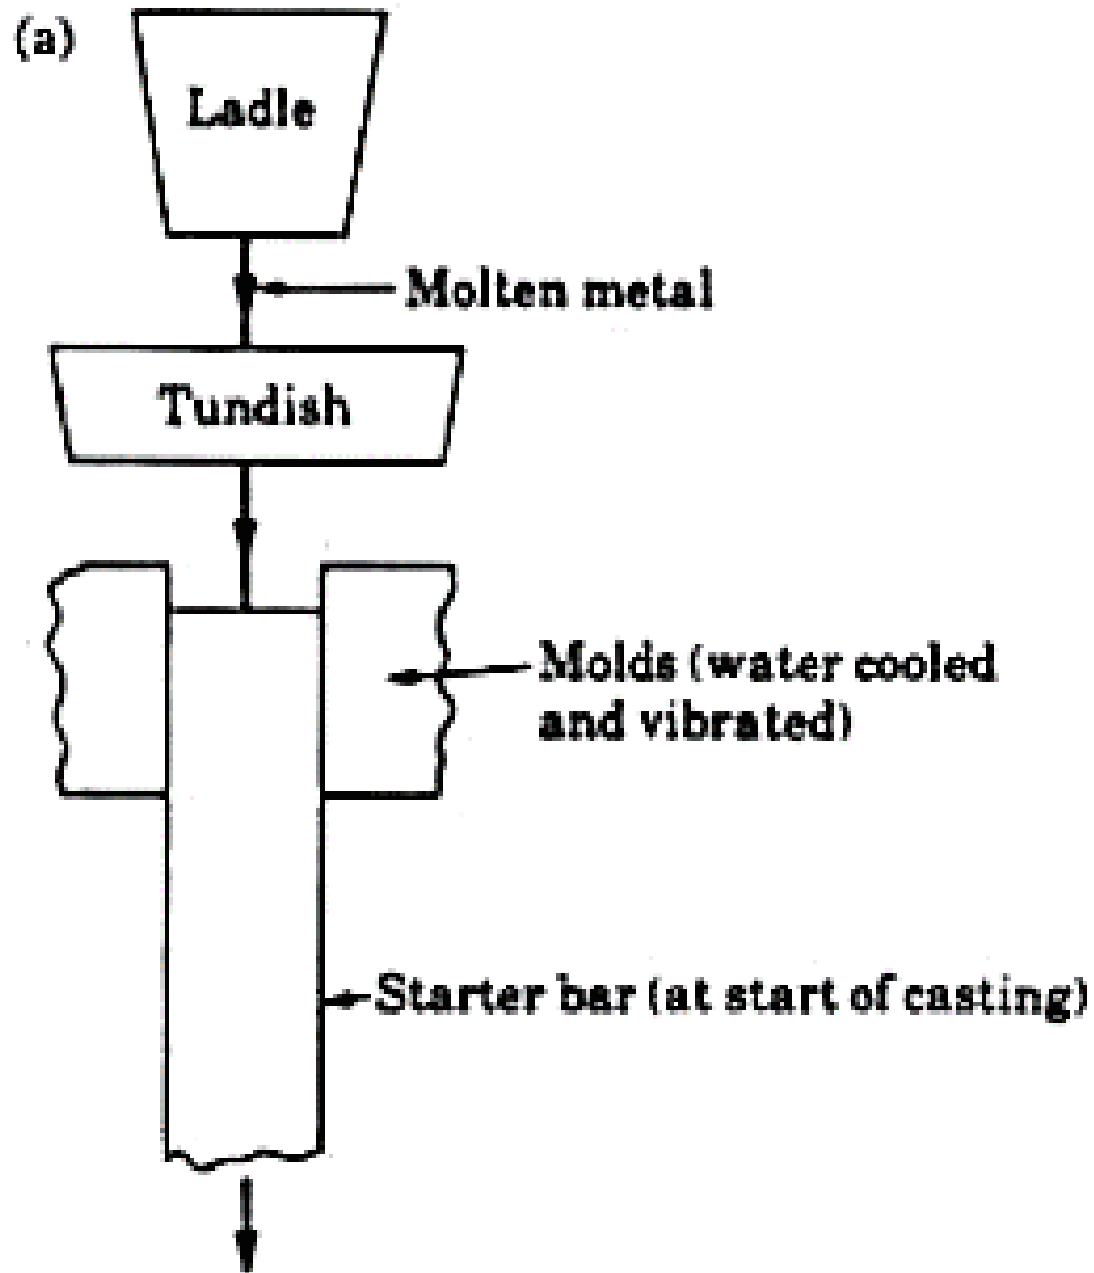 (a)
Ladle
Molten metal
Tundish
Molds (water cooled
and vibrated)
Starter bar (at start of casting)